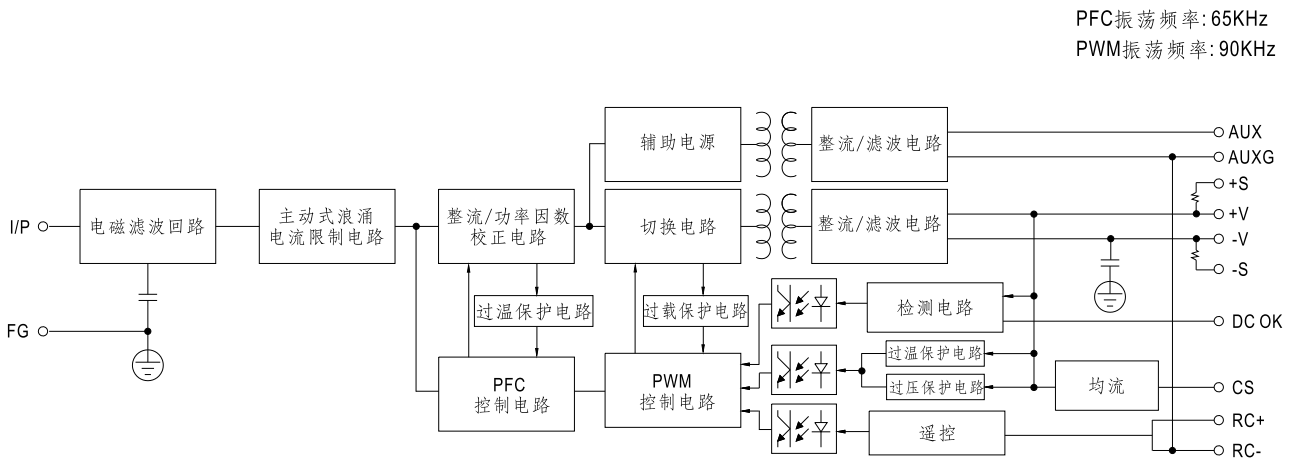 PFC振荡频率: 65KHz
PWM振荡频率: 90KHz
辅助电源
整流/滤波电路
AUX
AUXG
+S
I/P
电磁滤波回路
主动式浪涌
电流限制电路
整流/功率因数
校正电路
切换电路
整流/滤波电路
+V
-V
-S
过温保护电路
过载保护电路
检测电路
DC OK
FG
过温保护电路
PFC
控制电路
PWM
控制电路
过压保护电路
均流
CS
遥控
RC+
RC-